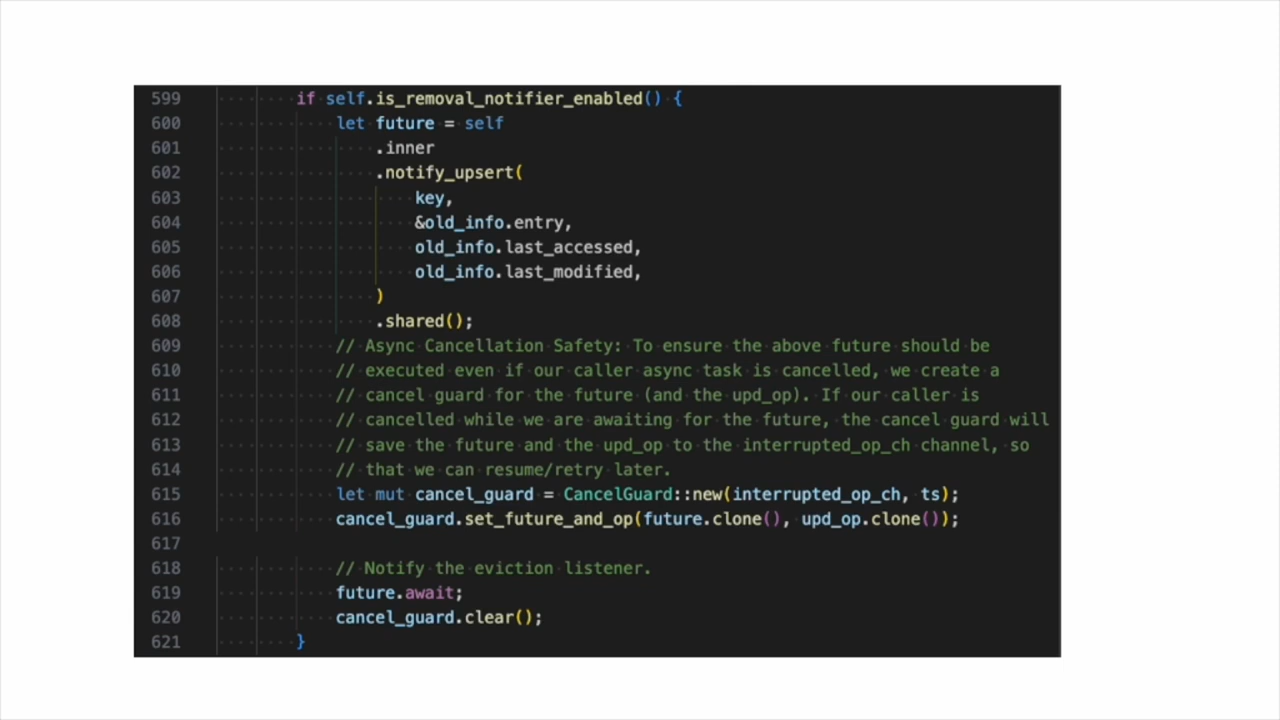 599 if self.is_removal_notifier_enabled() {
600 let future = self
601 .inner
602 .notify_upsert(
603 key,
604 &old_info.entry,
605 old_info.last_accessed,
606 old_info.last_modified,
607 )
608 .shared();
609 // Async Cancellation Safety: To ensure the above future should be
610 // executed even if our caller async task is cancelled, we create a
611 // cancel guard for the future (and the upd_op). If our caller is
612 // cancelled while we are awaiting for the future, the cancel guard will
613 // save the future and the upd_op to the interrupted_op_ch channel, so
614 // that we can resume/retry later.
615 let mut cancel_guard = CancelGuard::new(interrupted_op_ch, ts);
616 cancel_guard.set_future_and_op(future.clone(), upd_op.clone());
617
618 // Notify the eviction listener.
619 future.await;
620 cancel_guard.clear();
621 }